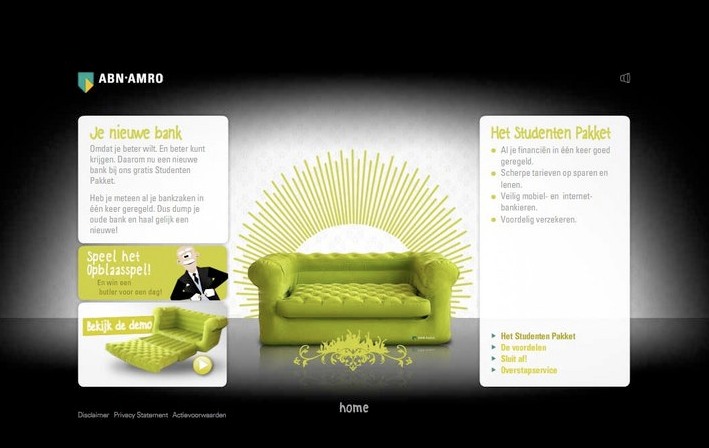 ABN·AMRO
Je nieuwe bank
Omdat je beter wilt. En beter kunt
krijgen. Daarom nu een nieuwe
bank bij ons gratis Studenten
Pakket.
Heb je meteen al je bankzaken in
één keer geregeld. Dus dump je
oude bank en haal gelijk een
nieuwe!
Speel het
Opblaasspel!
En win een
butler voor een dag!
Bekijk de demo
Het Studenten Pakket
Al je financiën in één keer goed
geregeld.
Scherpe tarieven op sparen en
lenen.
Veilig mobiel- en internet-
bankieren.
Voordelig verzekeren.
Het Studenten Pakket
De voordelen
Sluit af!
Overstapservice
home
Disclaimer Privacy Statement Actievoorwaarden